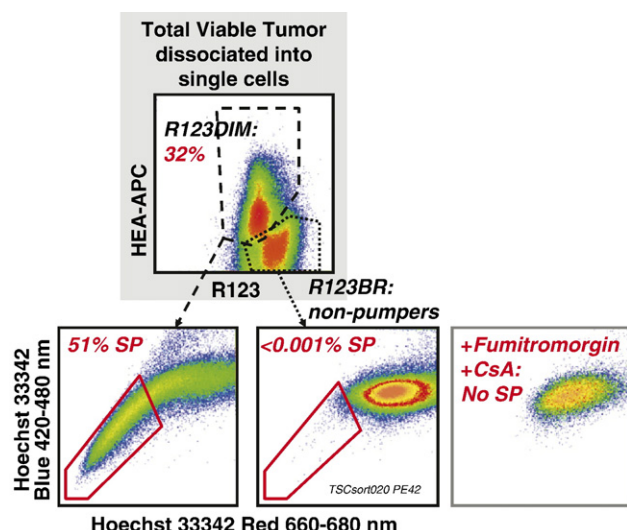 Total Viable Tumor
dissociated into
single cells
R123DIM:
32%
HEA-APC
R123
R123BR:
non-pumpers
51% SP
<0.001% SP
+Fumitromorgin
+CsA:
No SP
Hoechst 33342
Blue 420-480 nm
TSCsort020 PE42
Hoechst 33342 Red 660-680 nm